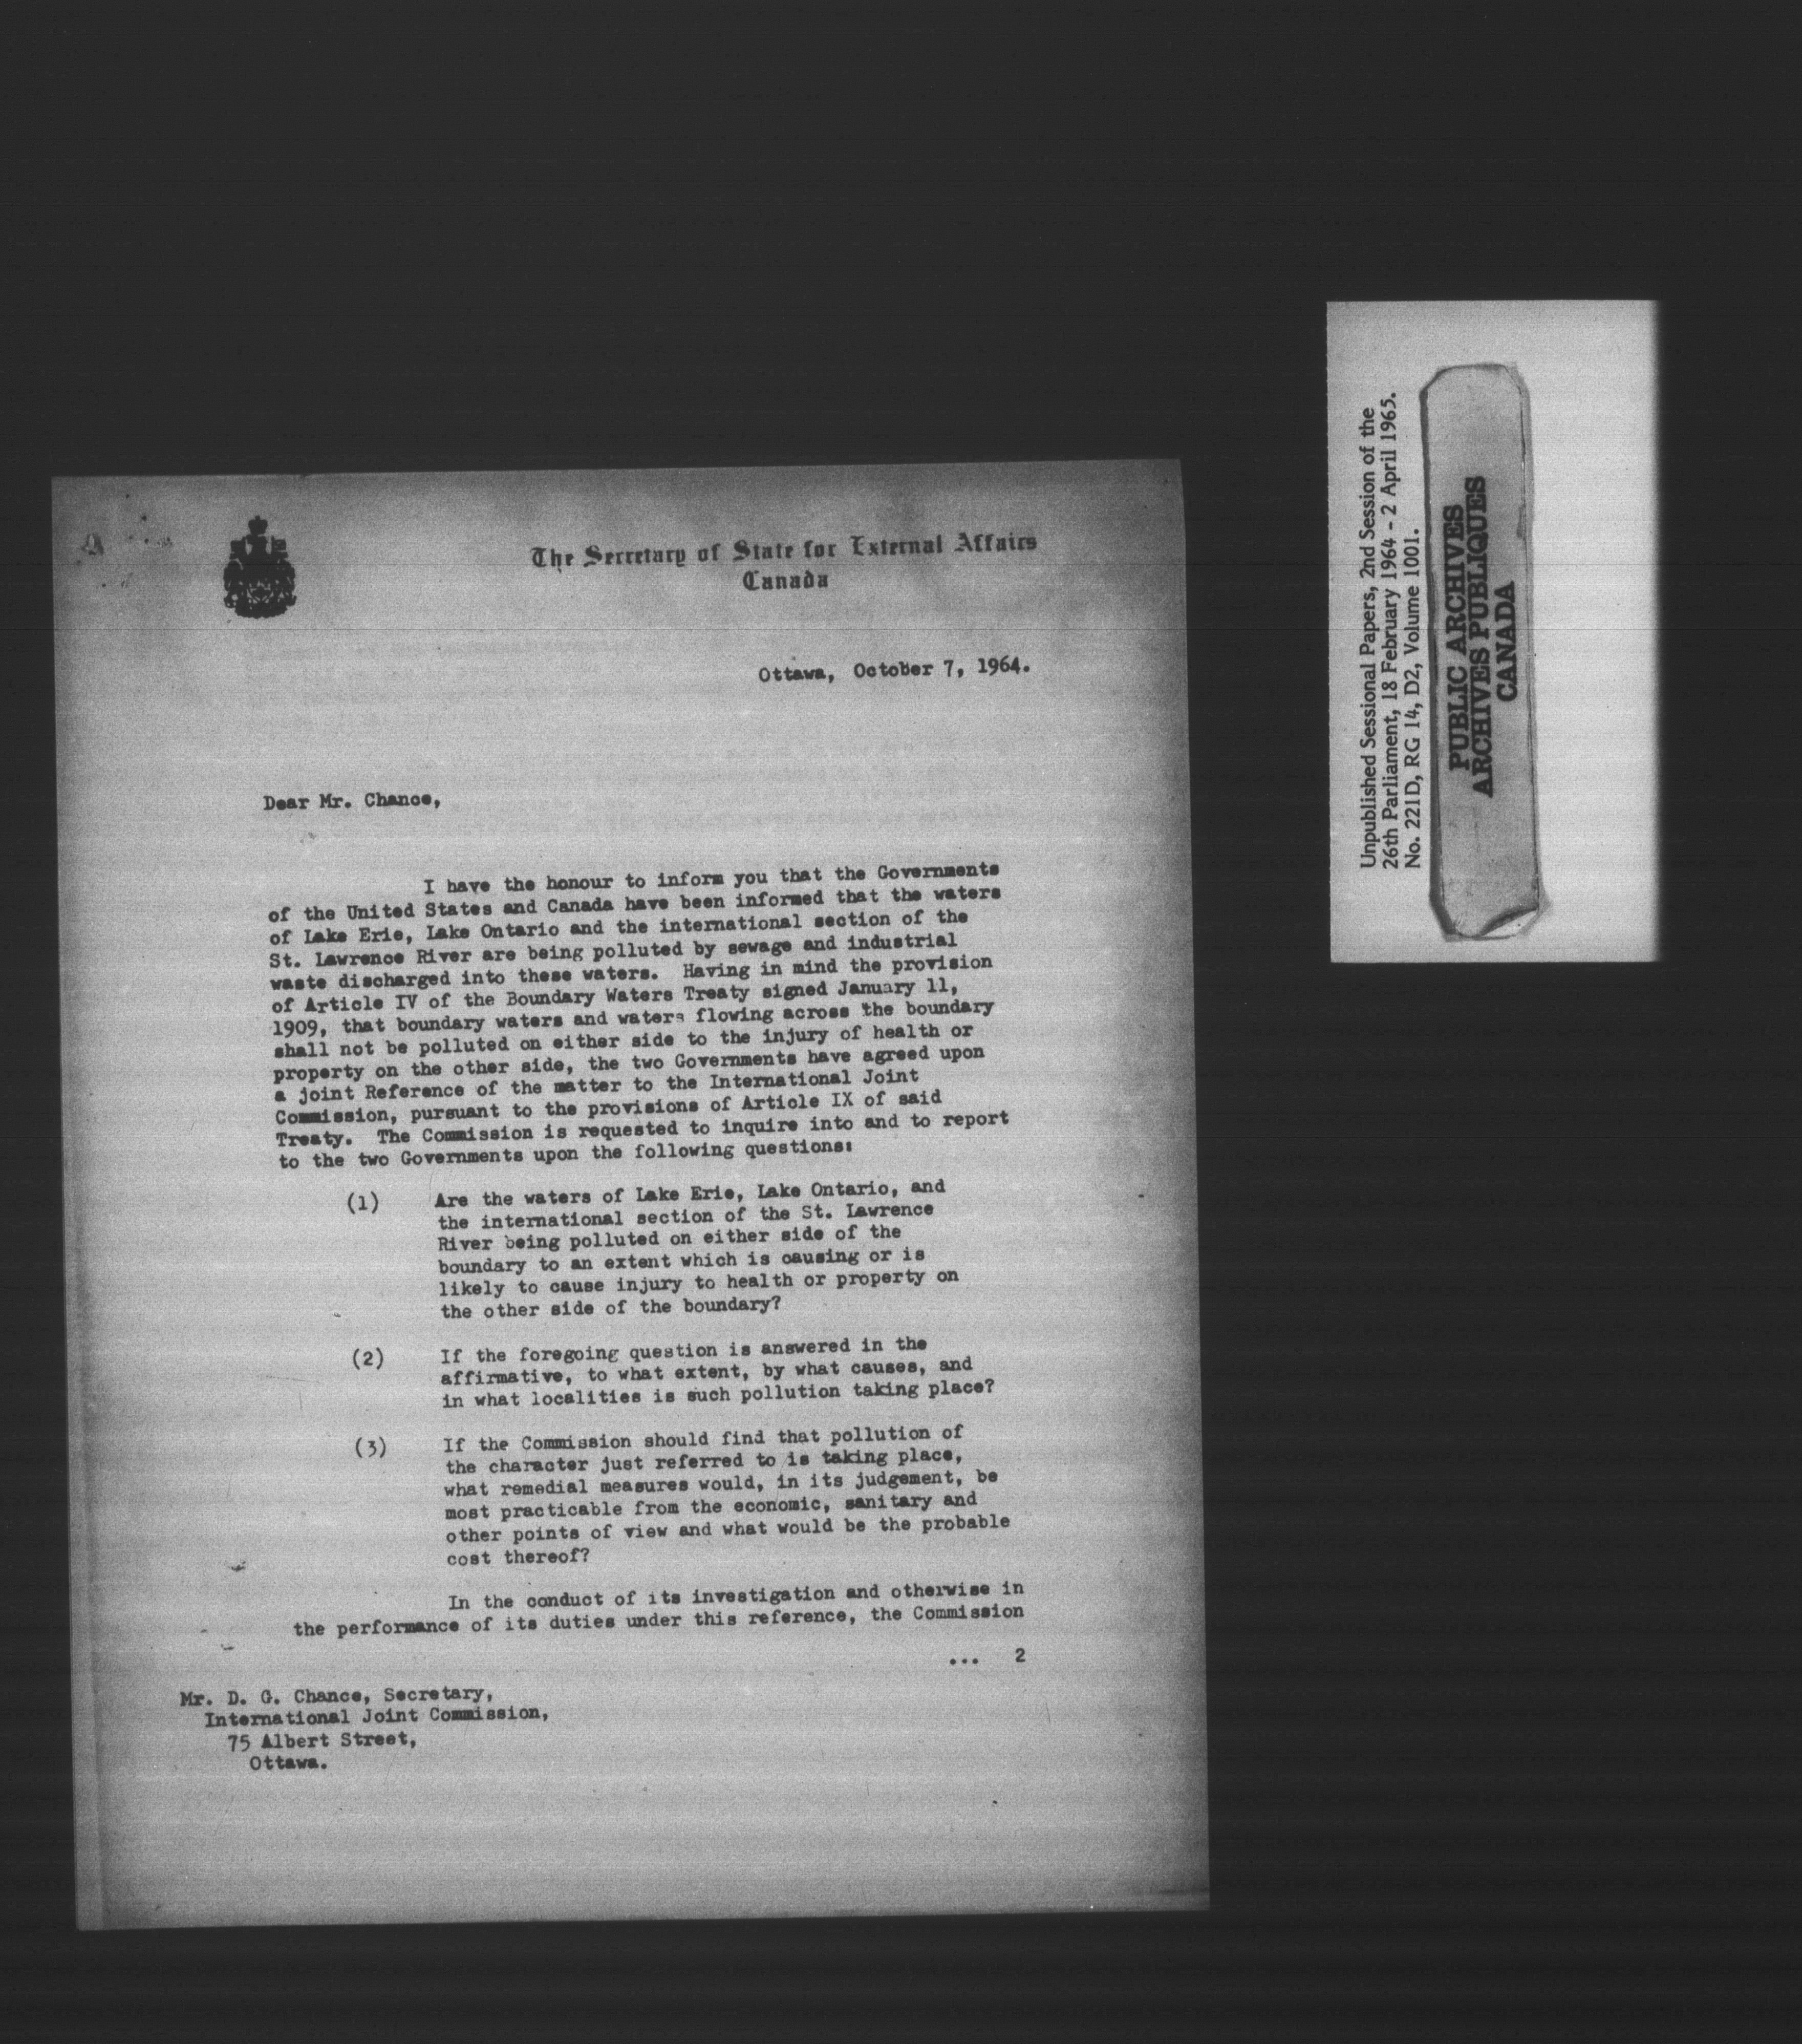 The Secretary of State for External Affairs
Canada
Ottawa, October 7, 1964.
Dear Mr. Chance,
I have the honour to inform you that the Governments
of the United States and Canada have been informed that the waters
of Lake Erie, Lake Ontario and the international section of the
St. Lawrence River are being polluted by sewage and industrial
waste discharged into these waters. Having in mind the provision
of Article IV of the Boundary Waters Treaty signed January 11,
1909, that boundary waters and waters flowing across the boundary
shall not be polluted on either side to the injury of health or
property on the other side, the two Governments have agreed upon
a joint Reference of the matter to the International Joint
Commission, pursuant to the provisions of Article IX of said
Treaty. The Commission is requested to inquire into and to report
to the two Governments upon the following questions:
(1) Are the waters of Lake Erie, Lake Ontario, and
the international section of the St. Lawrence
River being polluted on either side of the
boundary to an extent which is causing or is
likely to cause injury to health or property on
the other side of the boundary?
(2) If the foregoing question is answered in the
affirmative, to what extent, by what causes, and
in what localities is such pollution taking place?
(3) If the Commission should find that pollution of
the character just referred to is taking place,
what remedial measures would, in its judgement, be
most practicable from the economic, sanitary and
other points of view and what would be the probable
cost thereof?
In the conduct of its investigation and otherwise in
the performance of its duties under this reference, the Commission
... 2
Mr. D. G. Chance, Secretary,
International Joint Commission,
75 Albert Street,
Ottawa.
Unpublished Sessional Papers, 2nd Session of the
26th Parliament, 18 February 1964 - 2 April 1965.
No. 221D, RG 14, D2, Volume 1001.
PUBLIC ARCHIVES
ARCHIVES PUBLIQUES
CANADA